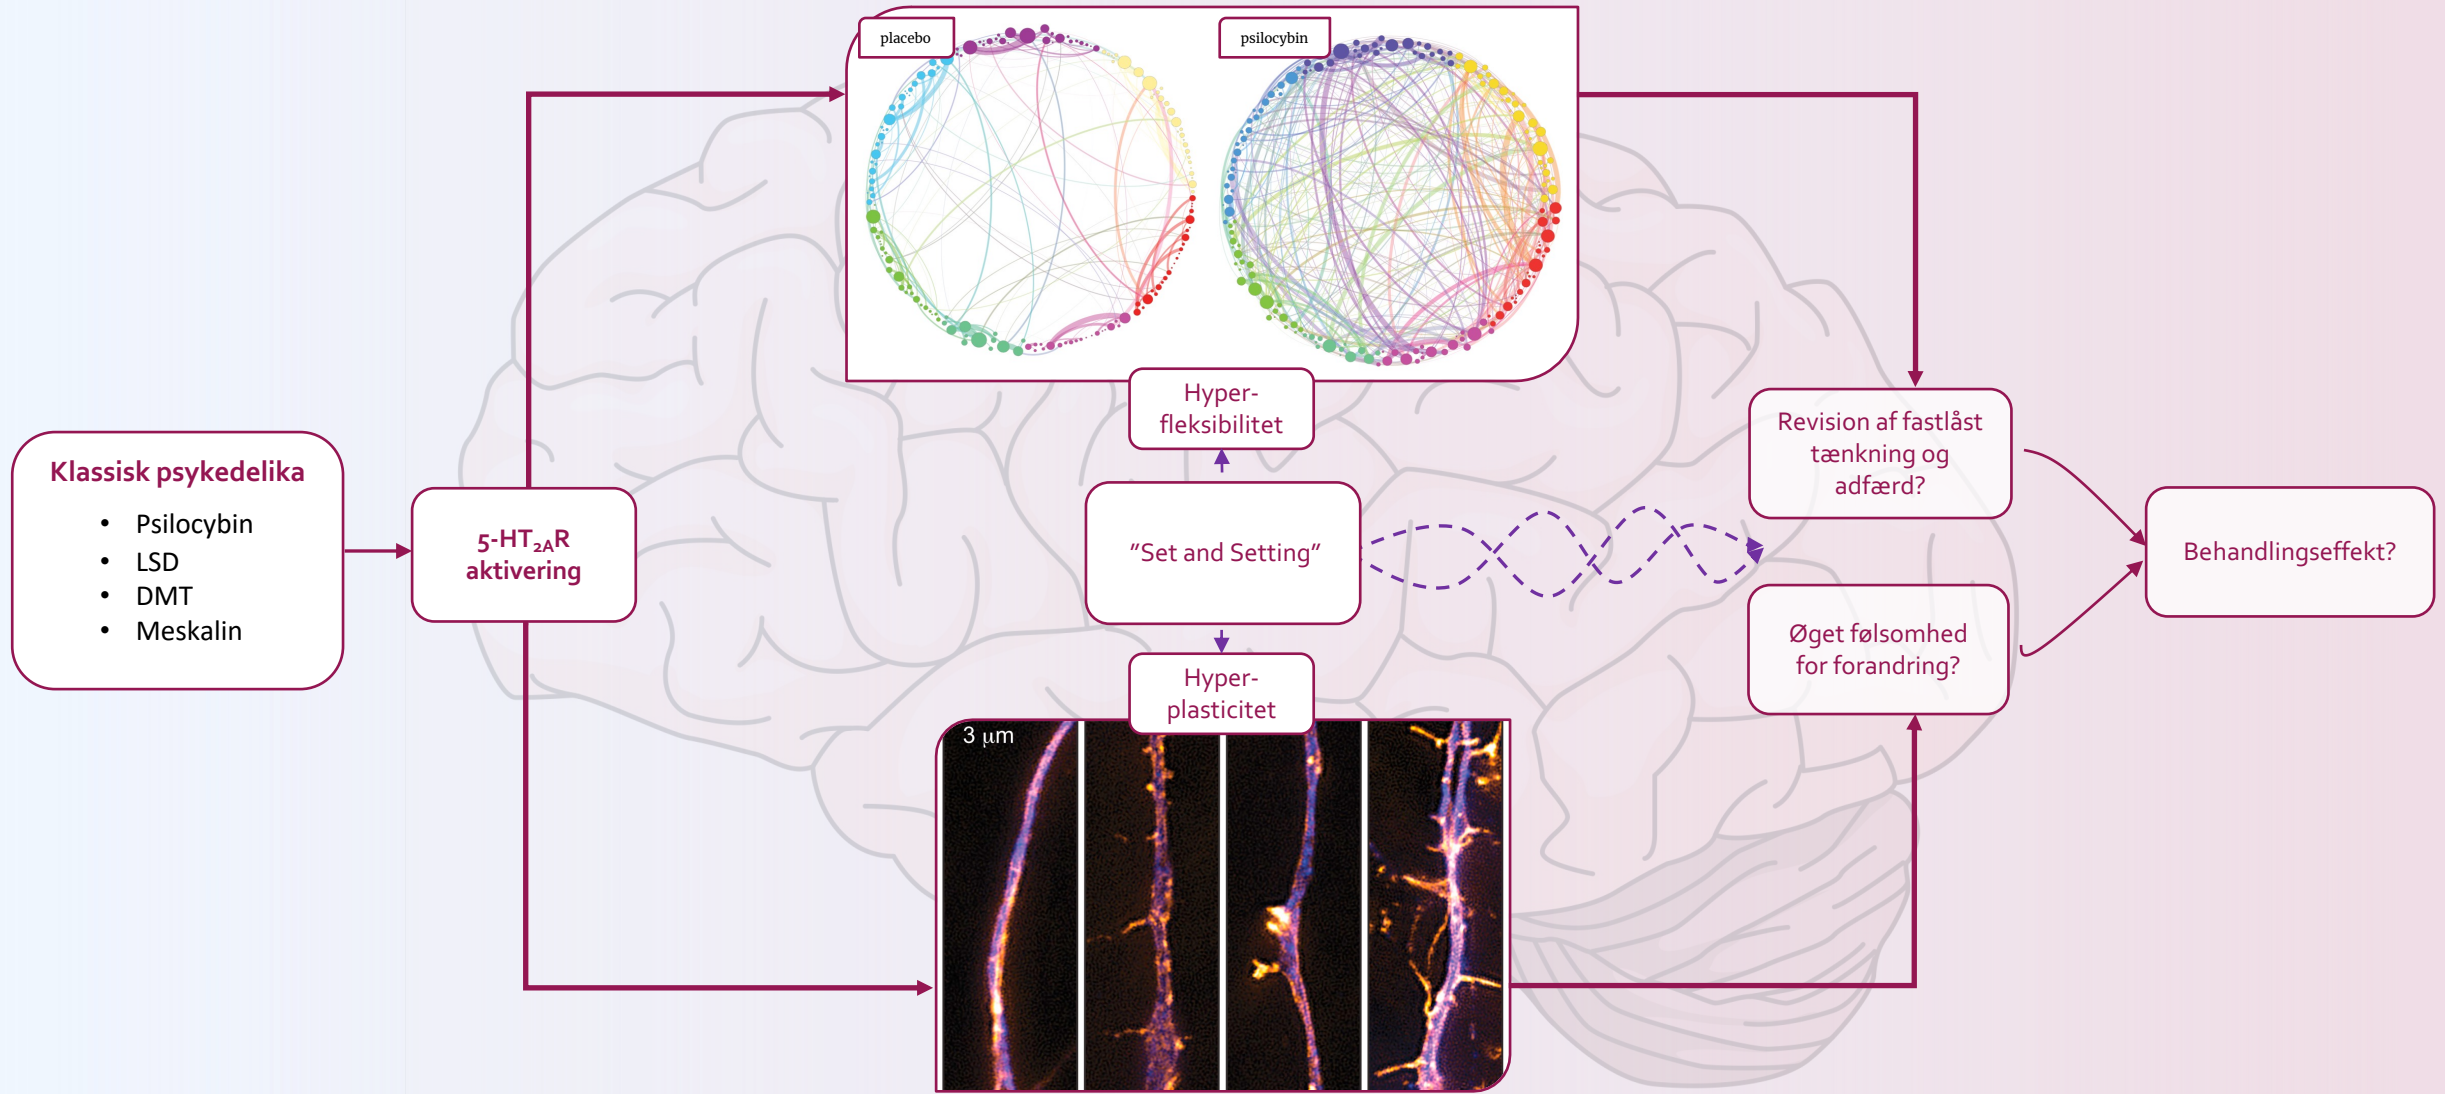 placebo
psilocybin
Hyper-
fleksibilitet
Klassisk psykedelika
• Psilocybin
• LSD
• DMT
• Meskalin
5-HT₂ₐR
aktivering
”Set and Setting”
Revision af fastlåst
tænkning og
adfærd?
Øget følsomhed
for forandring?
Behandlingseffekt?
Hyper-
plasticitet
3 μm